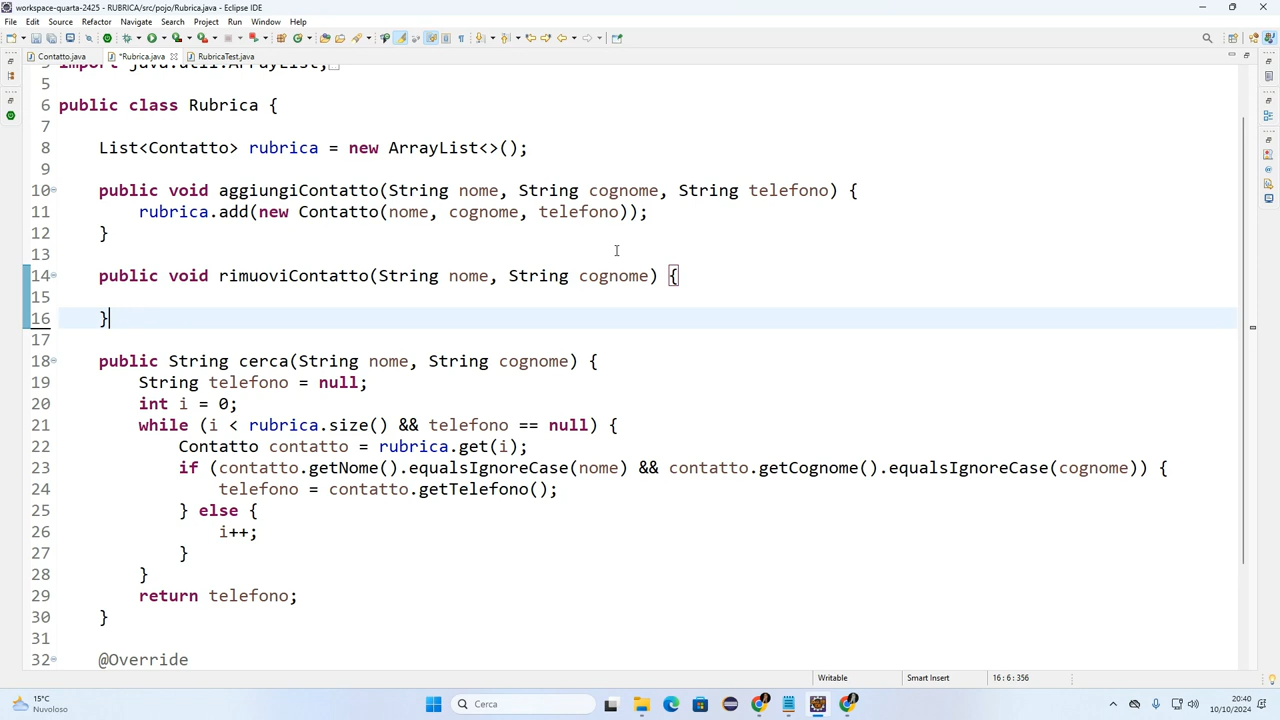 workspace-quarta-2425 - RUBRICA/src/pojo/Rubrica.java - Eclipse IDE
File Edit Source Refactor Navigate Search Project Run Window Help
Contatto.java *Rubrica.java RubricaTest.java
import java.util.ArrayList;
5
6 public class Rubrica {
7
8 List<Contatto> rubrica = new ArrayList<>();
9
10 public void aggiungiContatto(String nome, String cognome, String telefono) {
11 rubrica.add(new Contatto(nome, cognome, telefono));
12 }
13
14 public void rimuoviContatto(String nome, String cognome) {
15
16 }
17
18 public String cerca(String nome, String cognome) {
19 String telefono = null;
20 int i = 0;
21 while (i < rubrica.size() && telefono == null) {
22 Contatto contatto = rubrica.get(i);
23 if (contatto.getNome().equalsIgnoreCase(nome) && contatto.getCognome().equalsIgnoreCase(cognome)) {
24 telefono = contatto.getTelefono();
25 } else {
26 i++;
27 }
28 }
29 return telefono;
30 }
31
32 @Override
Writable Smart Insert 16 : 6 : 356
15°C
Nuvoloso
Cerca
20:40
10/10/2024